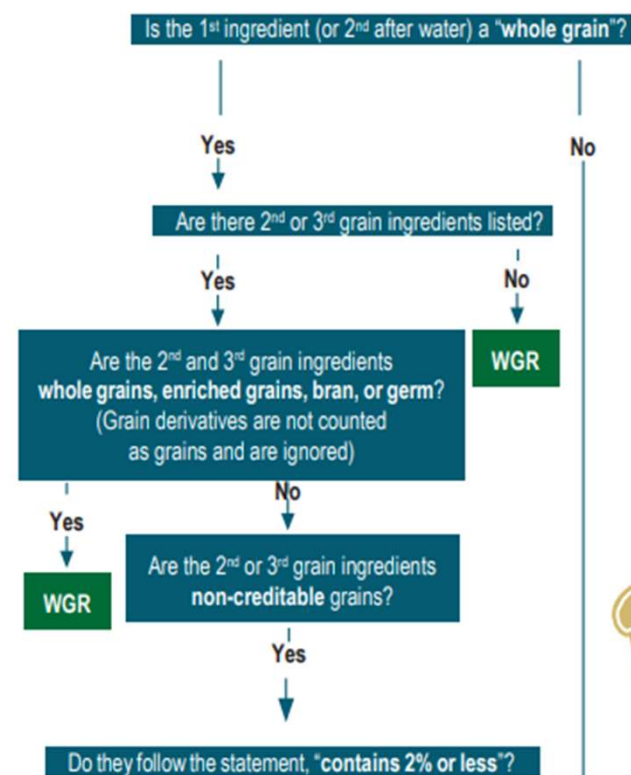 Is the 1st ingredient (or 2nd after water) a “whole grain”?
Yes
No
Are there 2nd or 3rd grain ingredients listed?
Yes
No
Are the 2nd and 3rd grain ingredients
whole grains, enriched grains, bran, or germ?
(Grain derivatives are not counted
as grains and are ignored)
WGR
No
Yes
Are the 2nd or 3rd grain ingredients
non-creditable grains?
WGR
Yes
Do they follow the statement, “contains 2% or less”?